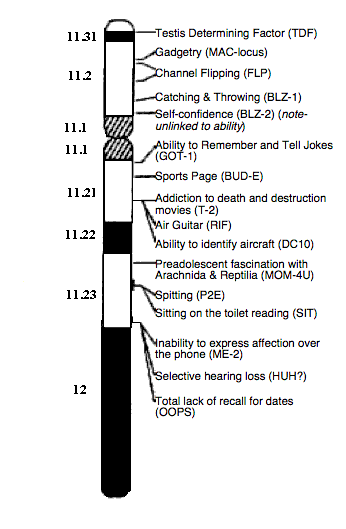 11.31
Testis Determining Factor (TDF)
Gadgetry (MAC-locus)
11.2
Channel Flipping (FLP)
Catching & Throwing (BLZ-1)
Self-confidence (BLZ-2) (note-
unlinked to ability)
11.1
11.1
Ability to Remember and Tell Jokes
(GOT-1)
Sports Page (BUD-E)
11.21
Addiction to death and destruction
movies (T-2)
Air Guitar (RIF)
11.22
Ability to identify aircraft (DC10)
Preadolescent fascination with
Arachnida & Reptilia (MOM-4U)
11.23
Spitting (P2E)
Sitting on the toilet reading (SIT)
Inability to express affection over
the phone (ME-2)
Selective hearing loss (HUH?)
12
Total lack of recall for dates
(OOPS)